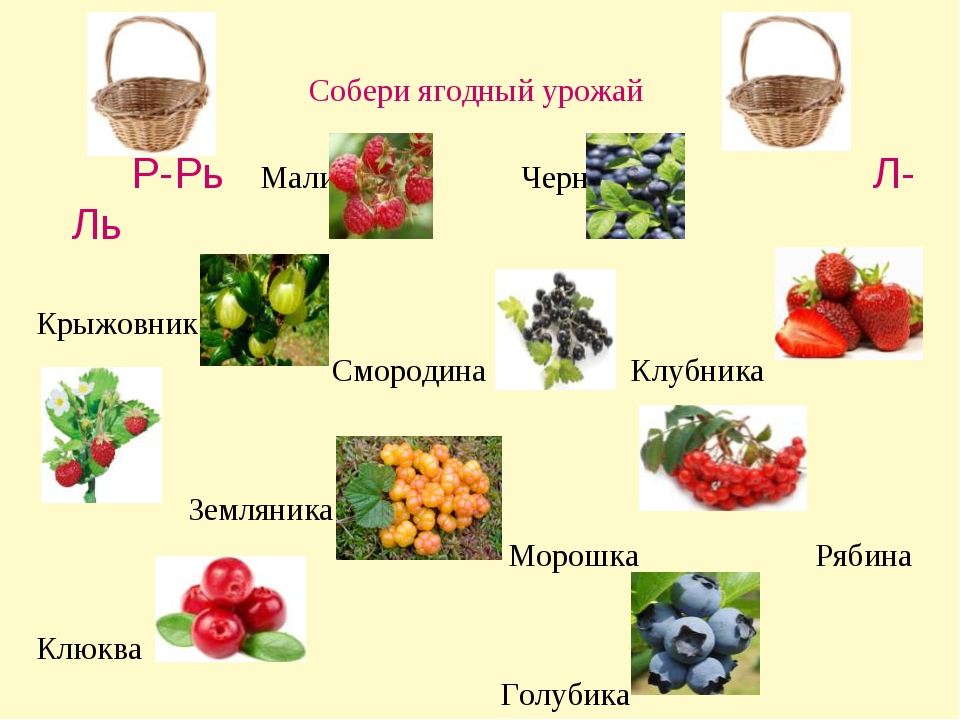 Собери ягодный урожай
Р-Рь Мали Черн Л-
Ль
Крыжовник
Смородина Клубника
Земляника
Морошка Рябина
Клюква
Голубика